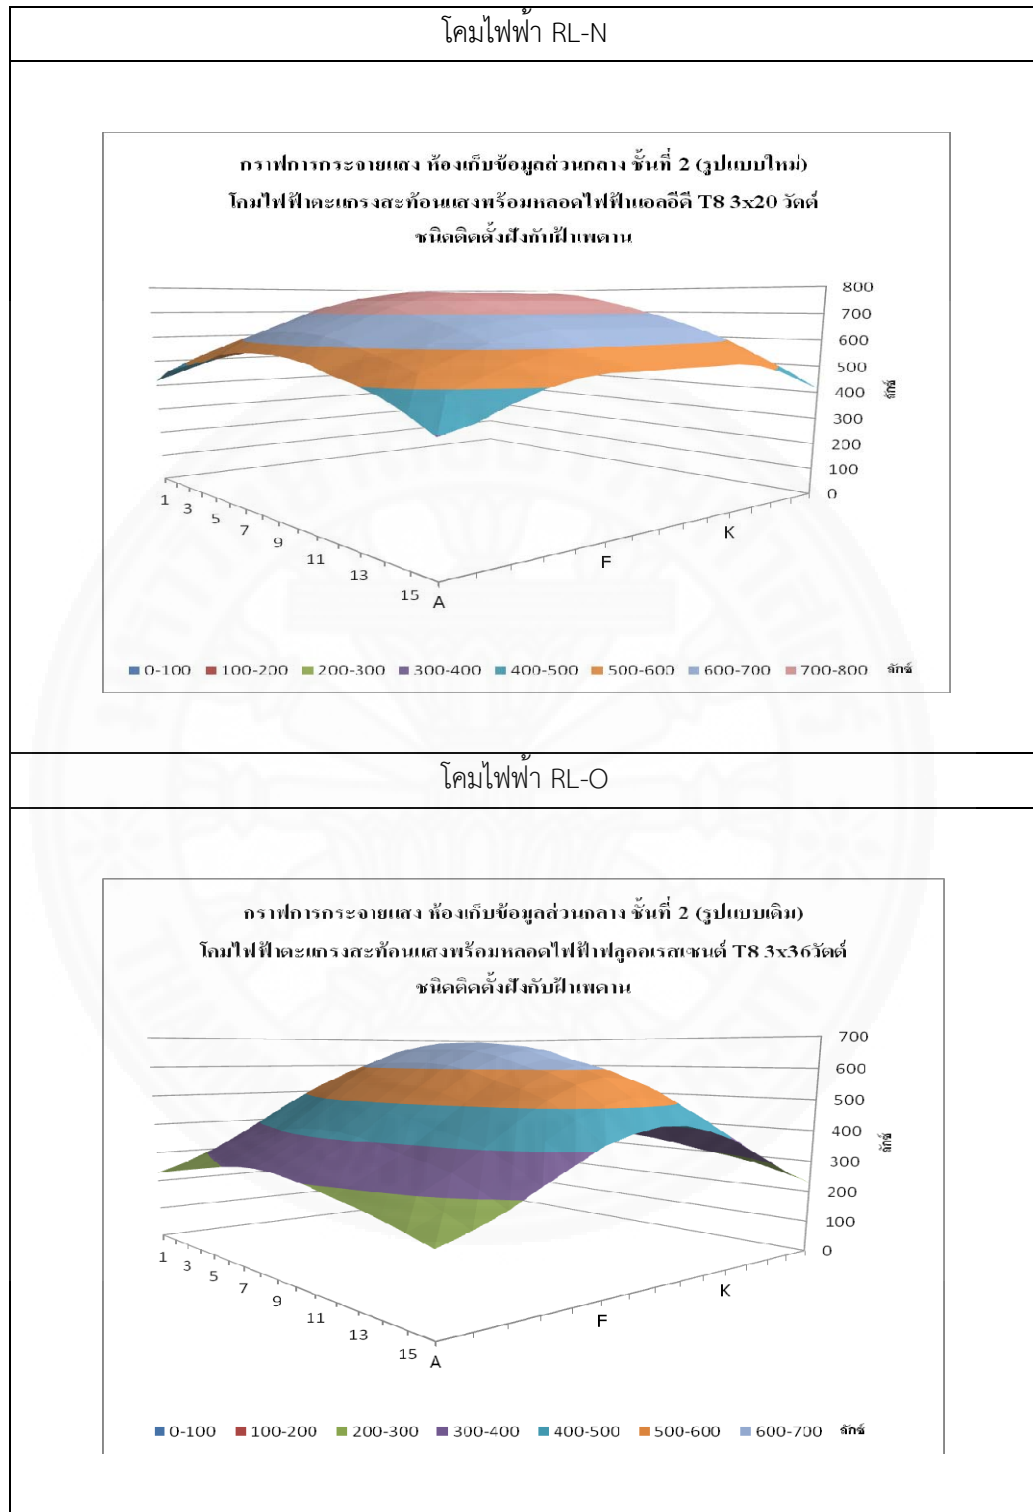 โคมไฟฟ้า RL-N
กราฟการกระจายแสง ห้องเก็บข้อมูลส่วนกลาง ชั้นที่ 2 (รูปแบบใหม่)
โคมไฟฟ้าตะแกรงสะท้อนแสงพร้อมหลอดไฟฟ้าแอลอีดี T8 3x20 วัตต์
ชนิดติดตั้งฝังกับฝ้าเพดาน
800
700
600
500
400
300
200
100
0
ลักซ์
1
3
5
7
9
11
13
15
A
F
K
0-100 100-200 200-300 300-400 400-500 500-600 600-700 700-800 ลักซ์
โคมไฟฟ้า RL-O
กราฟการกระจายแสง ห้องเก็บข้อมูลส่วนกลาง ชั้นที่ 2 (รูปแบบเดิม)
โคมไฟฟ้าตะแกรงสะท้อนแสงพร้อมหลอดไฟฟ้าฟลูออเรสเซนต์ T8 3x36วัตต์
ชนิดติดตั้งฝังกับฝ้าเพดาน
700
600
500
400
300
200
100
0
ลักซ์
1
3
5
7
9
11
13
15
A
F
K
0-100 100-200 200-300 300-400 400-500 500-600 600-700 ลักซ์